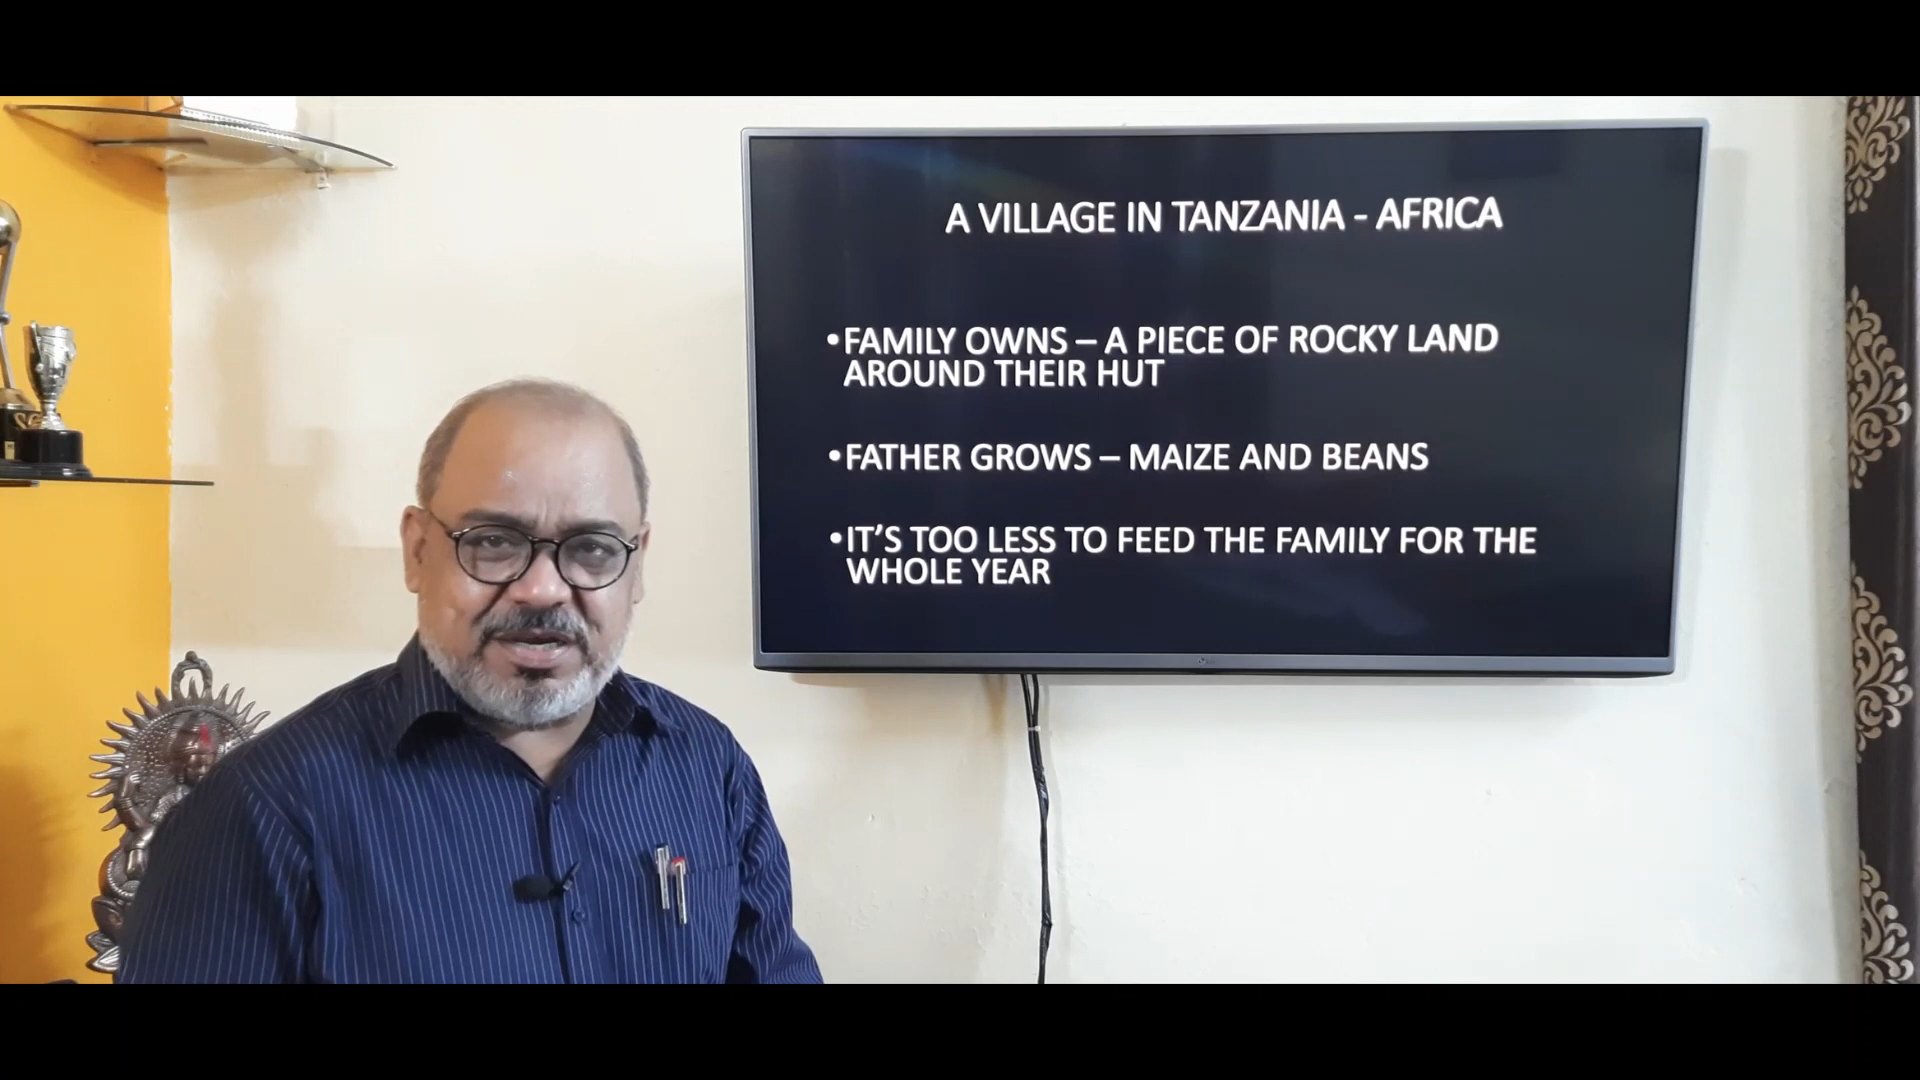 A VILLAGE IN TANZANIA - AFRICA
•FAMILY OWNS – A PIECE OF ROCKY LAND
AROUND THEIR HUT
•FATHER GROWS – MAIZE AND BEANS
•IT'S TOO LESS TO FEED THE FAMILY FOR THE
WHOLE YEAR